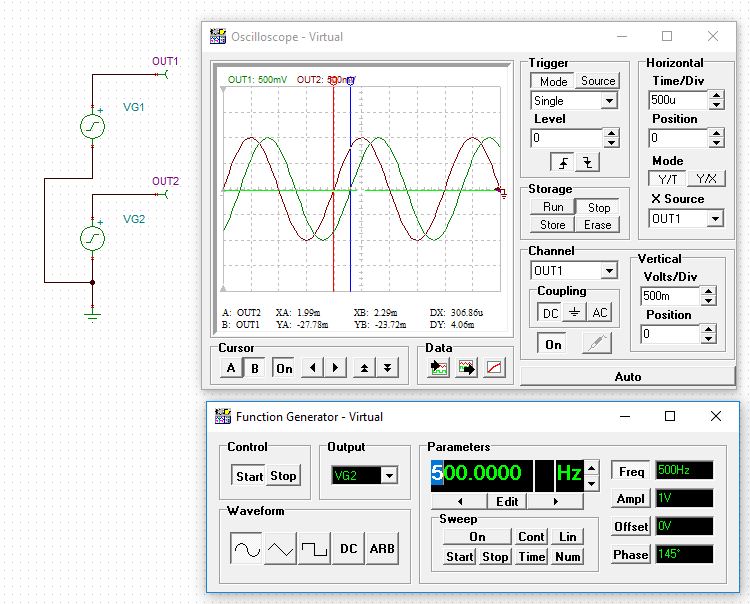 OUT1
VG1
+
OUT2
VG2
+
Oscilloscope - Virtual
OUT1: 500mV OUT2: 500mV
A: OUT2 XA: 1.99m XB: 2.29m DX: 306.86u
B: OUT1 YA: -27.78m YB: -23.72m DY: 4.06m
Cursor
A B On
Data
Trigger
Mode Source
Single
Level
0
Storage
Run Stop
Store Erase
Horizontal
Time/Div
500u
Position
0
Mode
Y/T Y/X
X Source
OUT1
Channel
OUT1
Coupling
DC AC
On
Vertical
Volts/Div
500m
Position
0
Auto
Function Generator - Virtual
Control
Start Stop
Output
VG2
Waveform
DC ARB
Parameters
500.0000 Hz
Edit
Sweep
On Cont Lin
Start Stop Time Num
Freq 500Hz
Ampl 1V
Offset 0V
Phase 145°